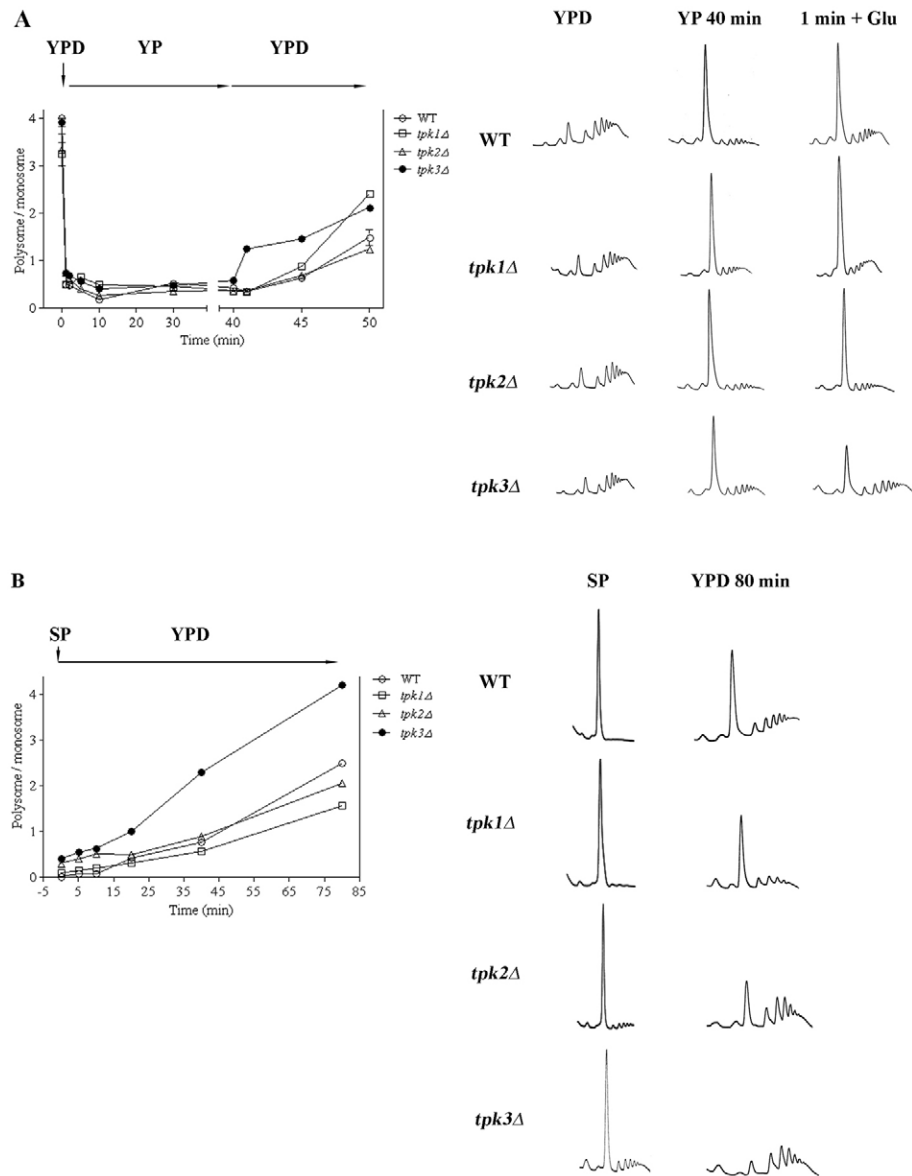 A
YPD YP YPD
WT
tpk1Δ
tpk2Δ
tpk3Δ
Polysome / monosome
4
3
2
1
0
0 10 20 30 40 45 50
Time (min)
YPD YP 40 min 1 min + Glu
WT
tpk1Δ
tpk2Δ
tpk3Δ
B
SP YPD
WT
tpk1Δ
tpk2Δ
tpk3Δ
Polysome / monosome
4
3
2
1
0
-5 5 15 25 35 45 55 65 75 85
Time (min)
SP YPD 80 min
WT
tpk1Δ
tpk2Δ
tpk3Δ